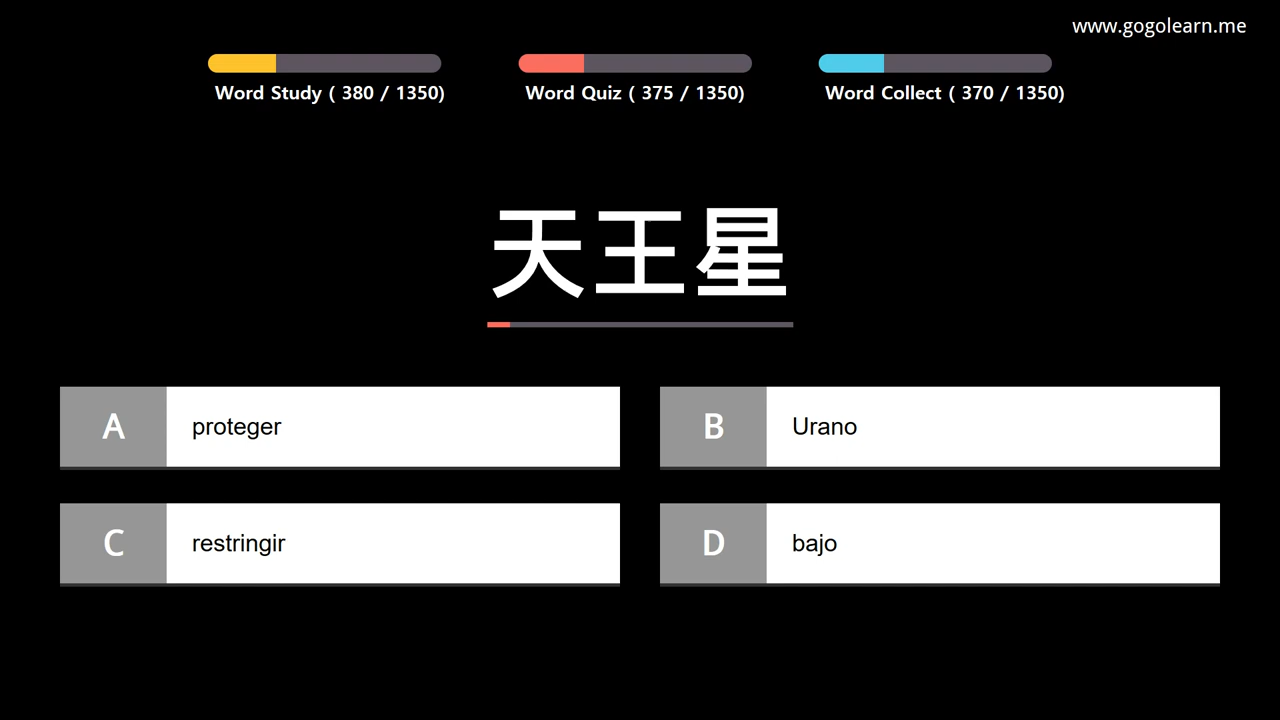 www.gogolearn.me
Word Study ( 380 / 1350)
Word Quiz ( 375 / 1350)
Word Collect ( 370 / 1350)
天王星
A
proteger
B
Urano
C
restringir
D
bajo